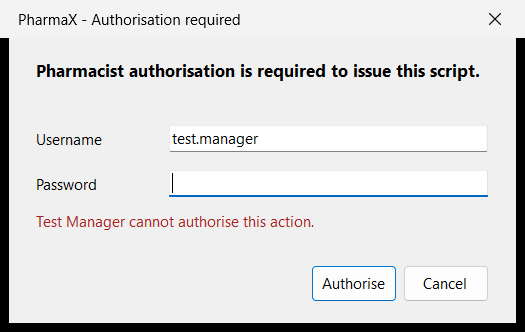 PharmaX - Authorisation required
Pharmacist authorisation is required to issue this script.
Username test.manager
Password
Test Manager cannot authorise this action.
Authorise Cancel